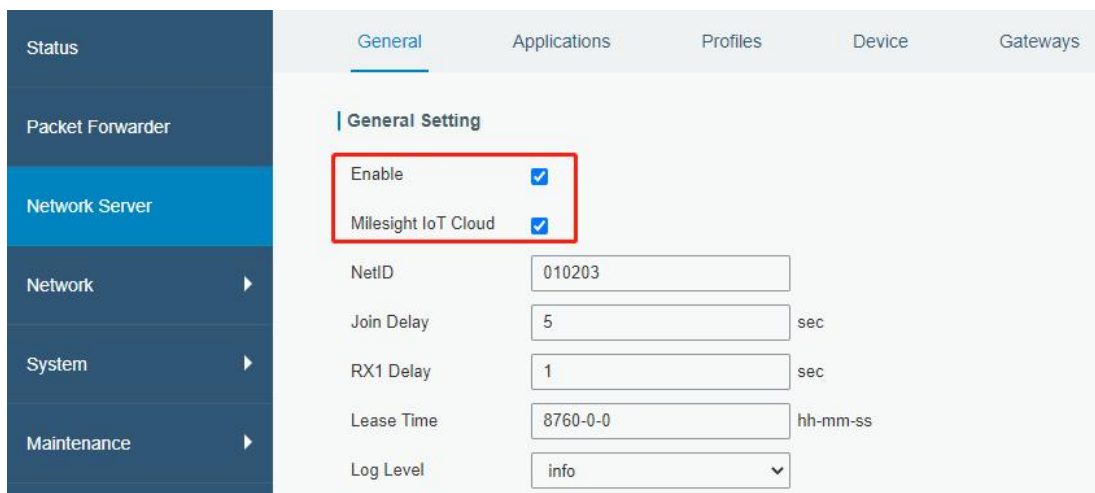 Status
Packet Forwarder
Network Server
Network
System
Maintenance
General Applications Profiles Device Gateways
General Setting
Enable
Milesight IoT Cloud
NetID 010203
Join Delay 5 sec
RX1 Delay 1 sec
Lease Time 8760-0-0 hh-mm-ss
Log Level info